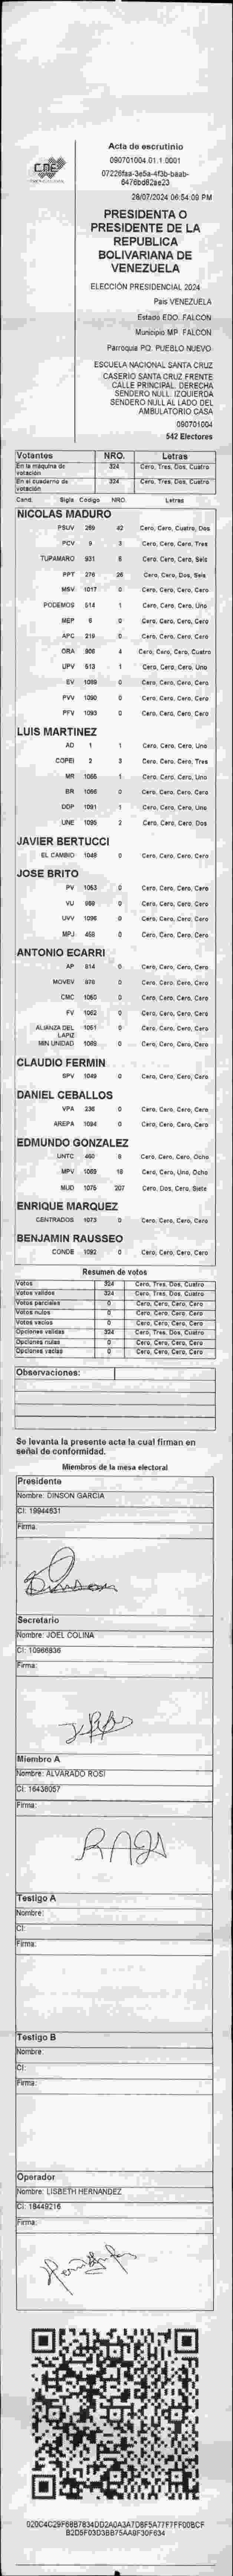 CNE
Acta de escrutinio
090701004.01.1.0001
07226faa-3e5a-4f3b-baab-
6476bd82ae23
28/07/2024 06:54:09 PM
PRESIDENTA O
PRESIDENTE DE LA
REPUBLICA
BOLIVARIANA DE
VENEZUELA
ELECCIÓN PRESIDENCIAL 2024
Pais VENEZUELA
Estado EDO. FALCON
Municipio MP. FALCON
Parroquia PQ. PUEBLO NUEVO
ESCUELA NACIONAL SANTA CRUZ
CASERIO SANTA CRUZ FRENTE
CALLE PRINCIPAL. DERECHA
SENDERO NULL. IZQUIERDA
SENDERO NULL AL LADO DEL
AMBULATORIO CASA
090701004
542 Electores
Votantes NRO. Letras
En la máquina de votación 324 Cero, Tres, Dos, Cuatro
En el cuaderno de votación 324 Cero, Tres, Dos, Cuatro
Cand. Sigla Codigo NRO. Letras
NICOLAS MADURO
PSUV 259 42 Cero, Cero, Cuatro, Dos
PCV 9 3 Cero, Cero, Cero, Tres
TUPAMARO 931 6 Cero, Cero, Cero, Seis
PPT 276 26 Cero, Cero, Dos, Seis
MSV 1017 0 Cero, Cero, Cero, Cero
PODEMOS 514 1 Cero, Cero, Cero, Uno
MEP 6 0 Cero, Cero, Cero, Cero
APC 219 0 Cero, Cero, Cero, Cero
ORA 906 4 Cero, Cero, Cero, Cuatro
UPV 513 1 Cero, Cero, Cero, Uno
EV 1089 0 Cero, Cero, Cero, Cero
PVV 1090 0 Cero, Cero, Cero, Cero
PFV 1093 0 Cero, Cero, Cero, Cero
LUIS MARTINEZ
AD 1 1 Cero, Cero, Cero, Uno
COPEI 2 3 Cero, Cero, Cero, Tres
MR 1066 1 Cero, Cero, Cero, Uno
BR 1096 0 Cero, Cero, Cero, Cero
DDP 1091 1 Cero, Cero, Cero, Uno
UNE 1095 2 Cero, Cero, Cero, Dos
JAVIER BERTUCCI
EL CAMBIO 1048 0 Cero, Cero, Cero, Cero
JOSE BRITO
PV 1053 0 Cero, Cero, Cero, Cero
VU 969 0 Cero, Cero, Cero, Cero
UVV 0 Cero, Cero, Cero, Cero
MPJ 458 0 Cero, Cero, Cero, Cero
ANTONIO ECARRI
AP 814 0 Cero, Cero, Cero, Cero
MOVEV 978 0 Cero, Cero, Cero, Cero
CMC 1050 0 Cero, Cero, Cero, Cero
FV 1062 0 Cero, Cero, Cero, Cero
ALIANZA DEL LAPIZ 1051 0 Cero, Cero, Cero, Cero
MIN UNIDAD 1069 0 Cero, Cero, Cero, Cero
CLAUDIO FERMIN
SPV 1049 0 Cero, Cero, Cero, Cero
DANIEL CEBALLOS
VPA 236 0 Cero, Cero, Cero, Cero
AREPA 1094 0 Cero, Cero, Cero, Cero
EDMUNDO GONZALEZ
UNTC 460 8 Cero, Cero, Cero, Ocho
MPV 1069 18 Cero, Cero, Uno, Ocho
MUD 1075 207 Cero, Dos, Cero, Siete
ENRIQUE MARQUEZ
CENTRADOS 1073 0 Cero, Cero, Cero, Cero
BENJAMIN RAUSSEO
CONDE 1092 0 Cero, Cero, Cero, Cero
Resumen de votos
Votos 324 Cero, Tres, Dos, Cuatro
Votos validos 324 Cero, Tres, Dos, Cuatro
Votos parciales 0 Cero, Cero, Cero, Cero
Votos nulos 0 Cero, Cero, Cero, Cero
Votos vacios 0 Cero, Cero, Cero, Cero
Opciones validas 324 Cero, Tres, Dos, Cuatro
Opciones nulas 0 Cero, Cero, Cero, Cero
Opciones vacias 0 Cero, Cero, Cero, Cero
Observaciones:
Se levanta la presente acta la cual firman en
señal de conformidad.
Miembros de la mesa electoral
Presidente
Nombre: DINSON GARCIA
CI: 19944631
Firma:
Secretario
Nombre: JOEL COLINA
CI: 10966836
Firma:
Miembro A
Nombre: ALVARADO ROSI
CI: 16438057
Firma:
Testigo A
Nombre:
CI:
Firma:
Testigo B
Nombre:
CI:
Firma:
Operador
Nombre: LISBETH HERNANDEZ
CI: 18449216
Firma:
020C4C29F68B7834DD2A0A3A7D8F5A77F7FF00BCF
B2D5F03D3BB75AA9F30F634